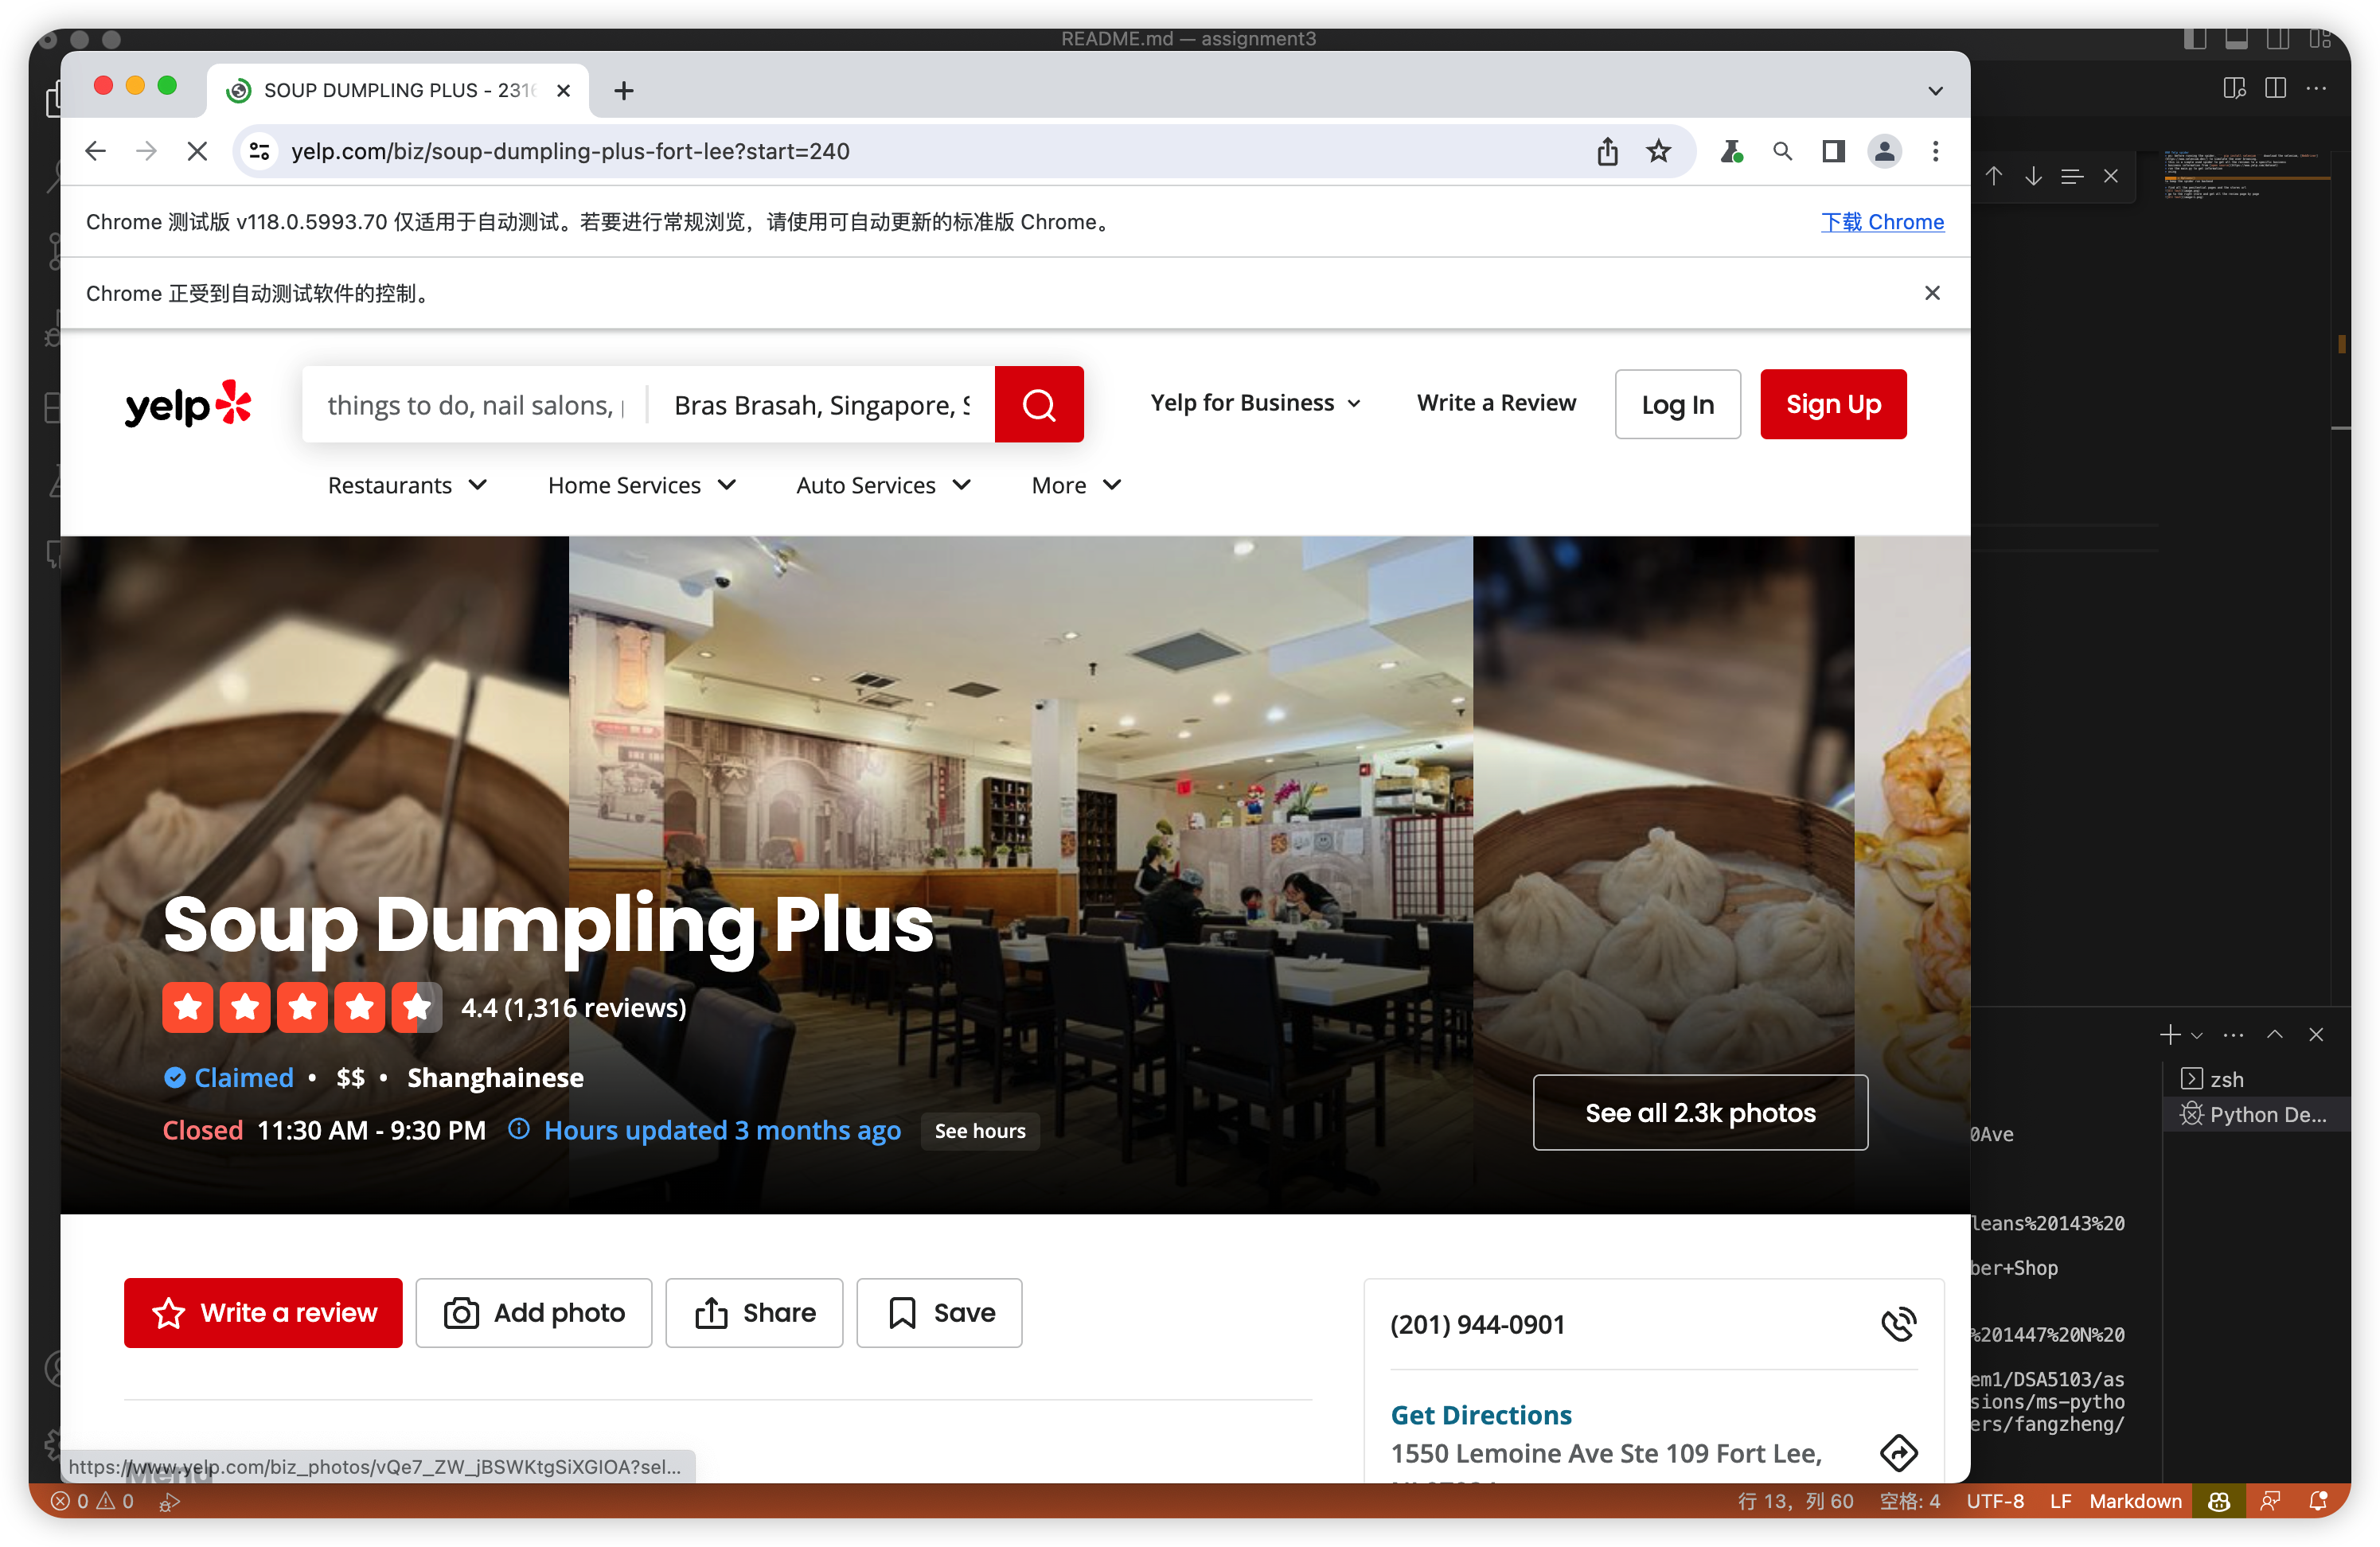 README.md — assignment3
SOUP DUMPLING PLUS - 2316
yelp.com/biz/soup-dumpling-plus-fort-lee?start=240
Chrome 测试版 v118.0.5993.70 仅适用于自动测试。若要进行常规浏览，请使用可自动更新的标准版 Chrome。
下载 Chrome
Chrome 正受到自动测试软件的控制。
yelp
things to do, nail salons,
Bras Brasah, Singapore, S
Yelp for Business
Write a Review
Log In
Sign Up
Restaurants
Home Services
Auto Services
More
Soup Dumpling Plus
4.4 (1,316 reviews)
Claimed • $$ • Shanghainese
Closed 11:30 AM - 9:30 PM Hours updated 3 months ago See hours
See all 2.3k photos
Write a review
Add photo
Share
Save
(201) 944-0901
Get Directions
1550 Lemoine Ave Ste 109 Fort Lee,
Menu
https://www.yelp.com/biz_photos/vQe7_ZW_jBSWKtgSiXGIOA?sel...
zsh
Python De...
0Ave
leans%20143%20
ber+Shop
%201447%20N%20
em1/DSA5103/as
sions/ms-pytho
ers/fangzheng/
0 0
行 13，列 60 空格: 4 UTF-8 LF Markdown